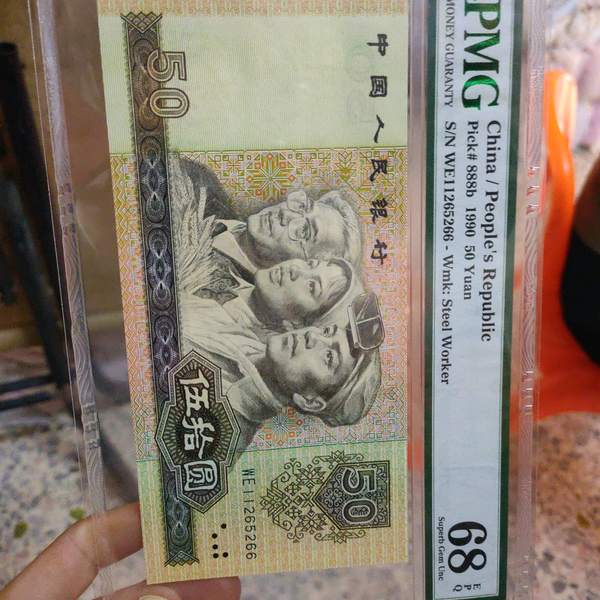 PMG
MONEY GUARANTY
China / People's Republic
Pick# 888b 1990 50 Yuan
S/N WE11265266 - Wmk: Steel Worker
68
EPQ
Superb Gem Unc
中国人民银行
50
伍拾圆
WE11265266
50